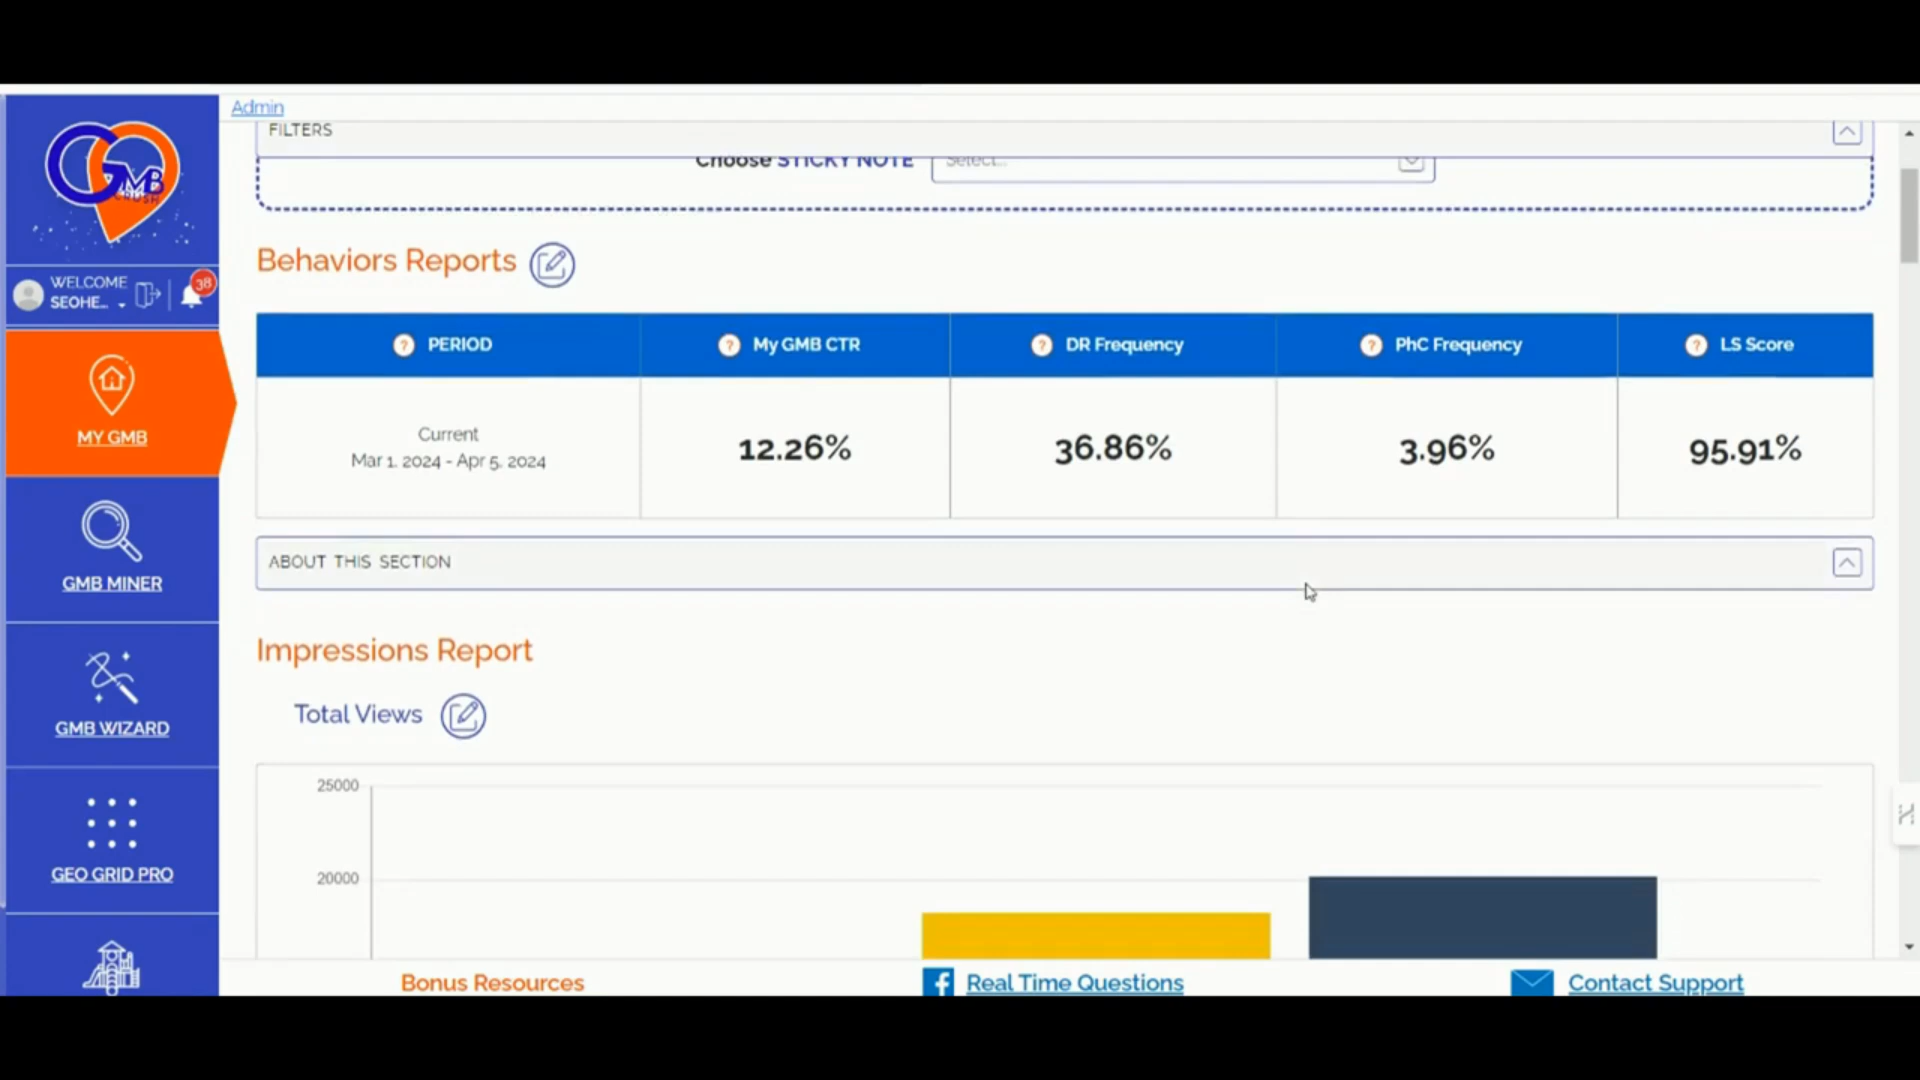 Admin
FILTERS
Choose STICKY NOTE Select...
GMB
CRUSH
WELCOME
SEOHE...
38
Behaviors Reports
? PERIOD ? My GMB CTR ? DR Frequency ? PhC Frequency ? LS Score
Current
Mar 1, 2024 - Apr 5, 2024
12.26% 36.86% 3.96% 95.91%
MY GMB
ABOUT THIS SECTION
GMB MINER
Impressions Report
Total Views
GMB WIZARD
25000
20000
GEO GRID PRO
Bonus Resources Real Time Questions Contact Support